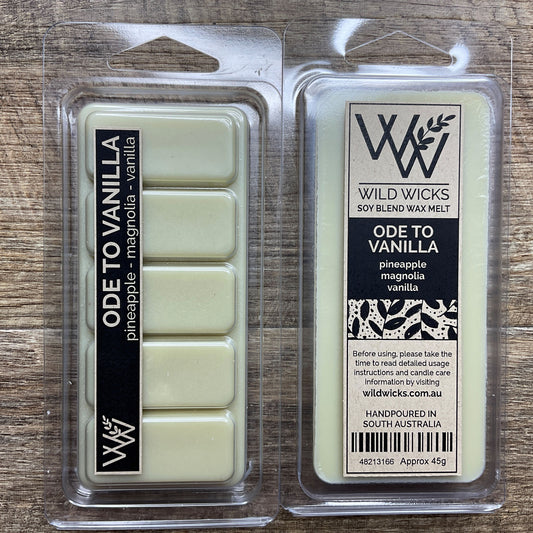 ODE TO VANILLA
pineapple - magnolia - vanilla
WW
WW
WILD WICKS
SOY BLEND WAX MELT
ODE TO
VANILLA
pineapple
magnolia
vanilla
Before using, please take the
time to read detailed usage
instructions and candle care
information by visiting
wildwicks.com.au
HANDPOURED IN
SOUTH AUSTRALIA
48213166 Approx 45g